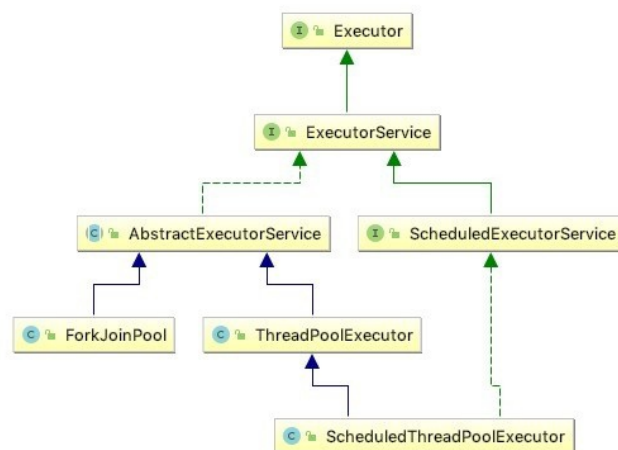 I Executor
I ExecutorService
C AbstractExecutorService
I ScheduledExecutorService
C ForkJoinPool
C ThreadPoolExecutor
C ScheduledThreadPoolExecutor